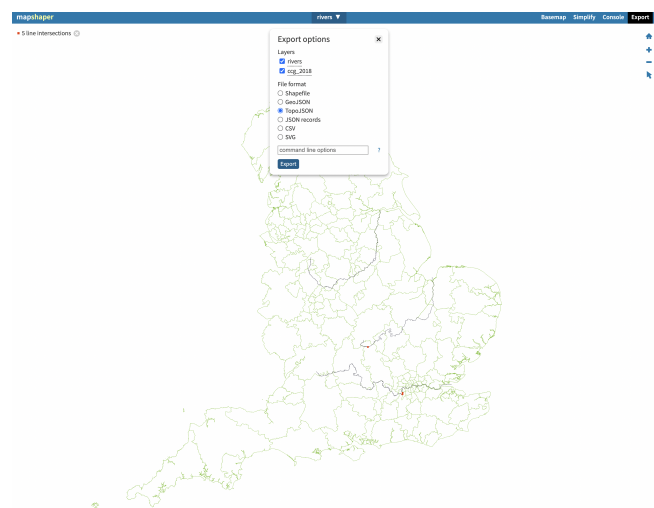 mapshaper
rivers ▼
Basemap Simplify Console Export
5 line intersections
Export options
Layers
rivers
ccg_2018
File format
Shapefile
GeoJSON
TopoJSON
JSON records
CSV
SVG
command line options ?
Export